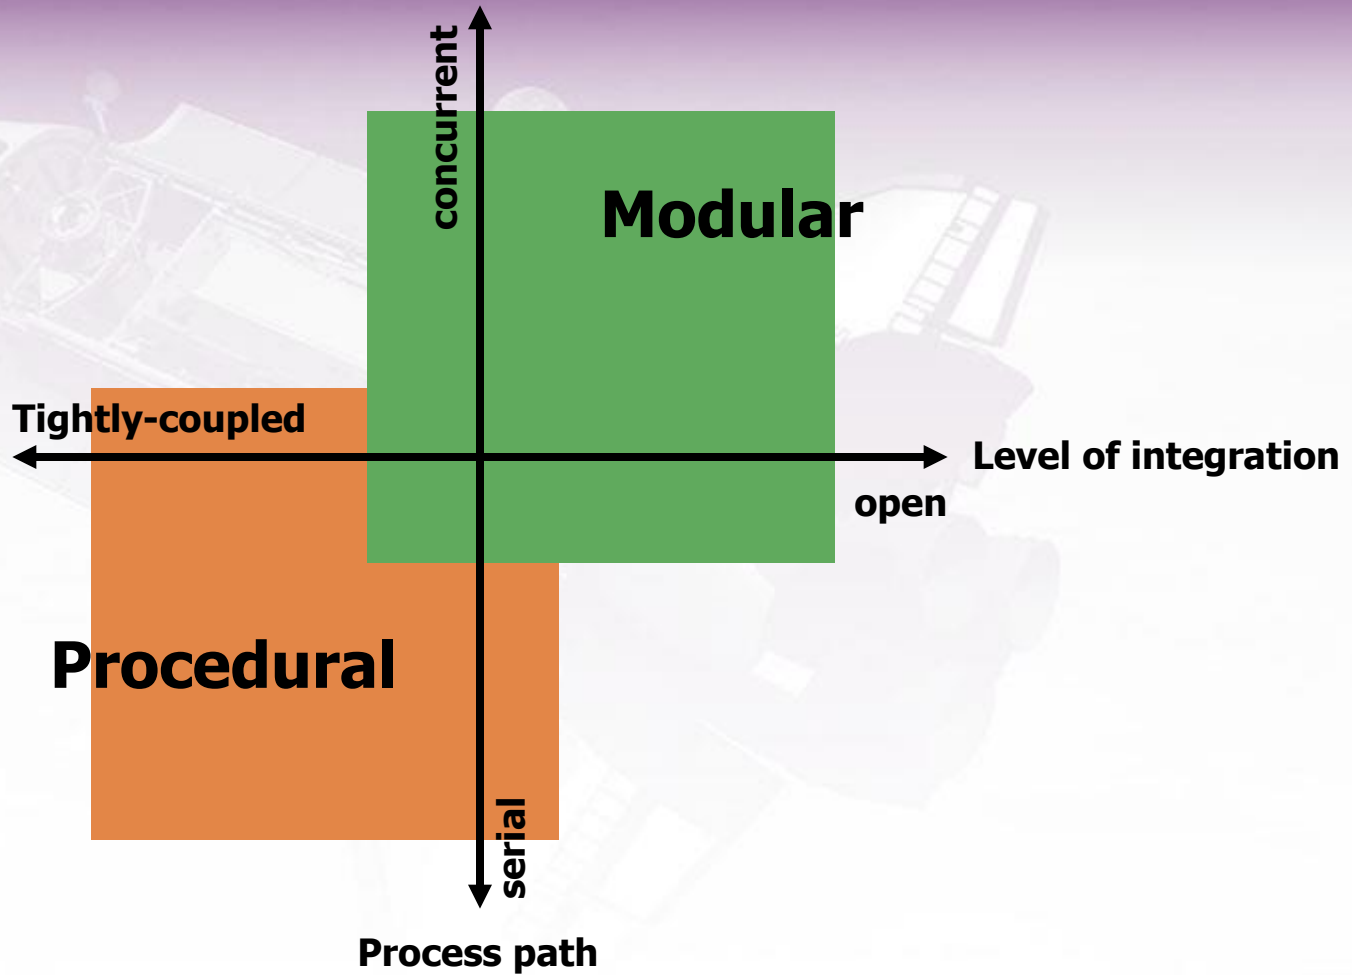 concurrent
Modular
Tightly-coupled
Level of integration
open
Procedural
serial
Process path